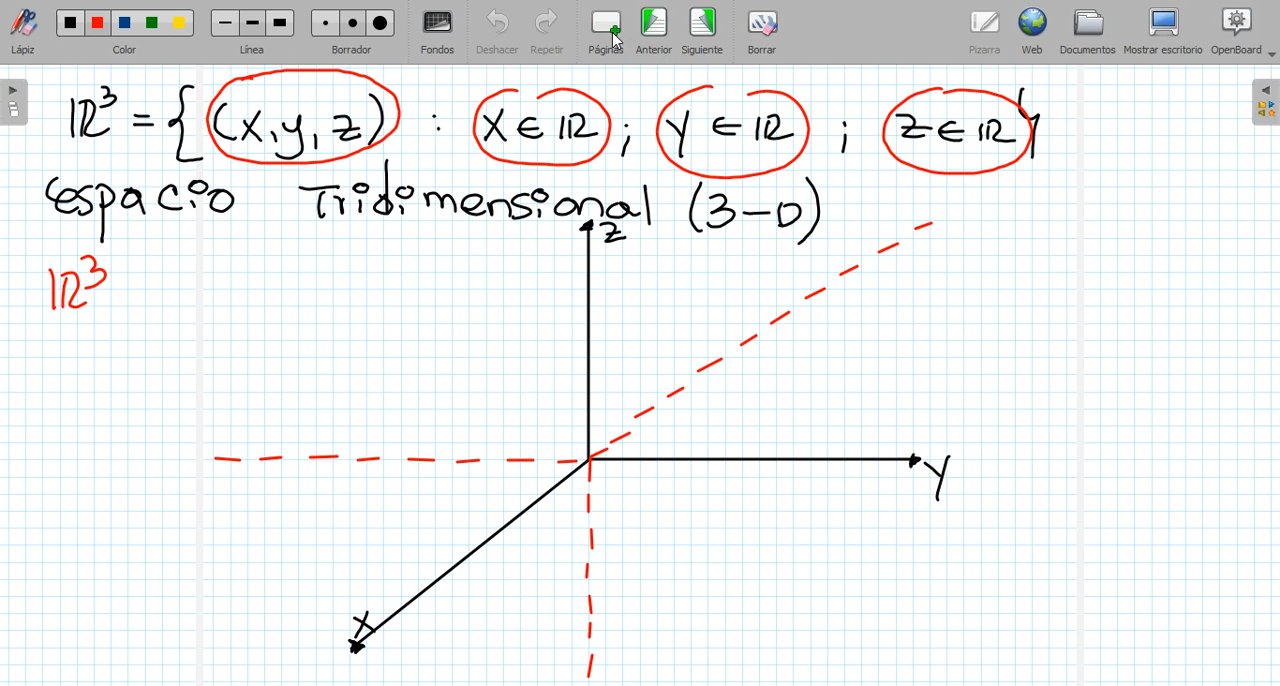 Lápiz Color Línea Borrador Fondos Deshacer Repetir Páginas Anterior Siguiente Borrar Pizarra Web Documentos Mostrar escritorio OpenBoard
ℝ³ = { (x, y, z) : x ∈ ℝ ; y ∈ ℝ ; z ∈ ℝ }
espacio Tridimensional (3-D)
z
ℝ³
y
x